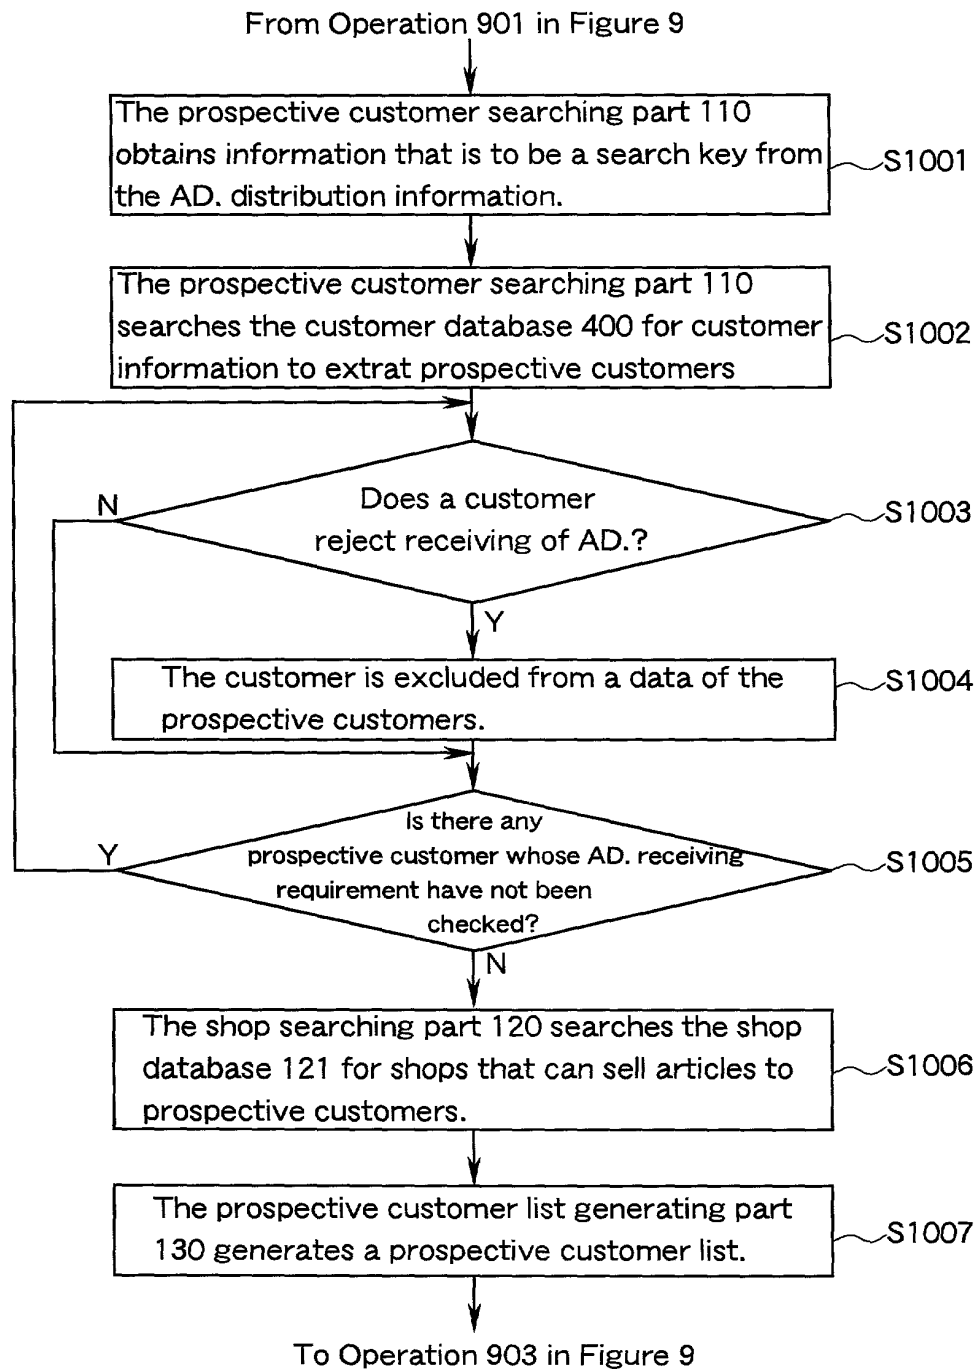 From Operation 901 in Figure 9
The prospective customer searching part 110
obtains information that is to be a search key from
the AD. distribution information.
S1001
The prospective customer searching part 110
searches the customer database 400 for customer
information to extrat prospective customers
S1002
Does a customer
reject receiving of AD.?
S1003
N
Y
The customer is excluded from a data of the
prospective customers.
S1004
Is there any
prospective customer whose AD. receiving
requirement have not been
checked?
S1005
Y
N
The shop searching part 120 searches the shop
database 121 for shops that can sell articles to
prospective customers.
S1006
The prospective customer list generating part
130 generates a prospective customer list.
S1007
To Operation 903 in Figure 9